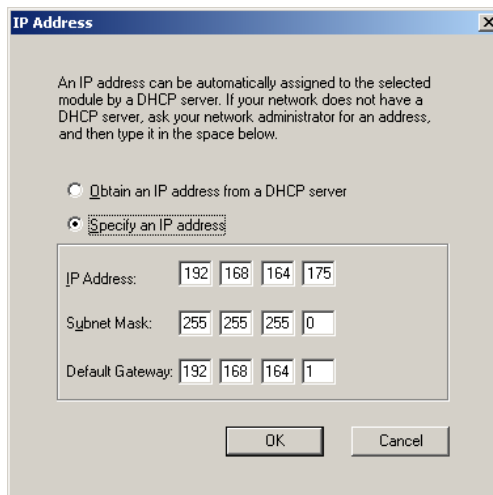 IP Address
An IP address can be automatically assigned to the selected
module by a DHCP server. If your network does not have a
DHCP server, ask your network administrator for an address,
and then type it in the space below.
Obtain an IP address from a DHCP server
Specify an IP address
IP Address: 192 168 164 175
Subnet Mask: 255 255 255 0
Default Gateway: 192 168 164 1
OK Cancel